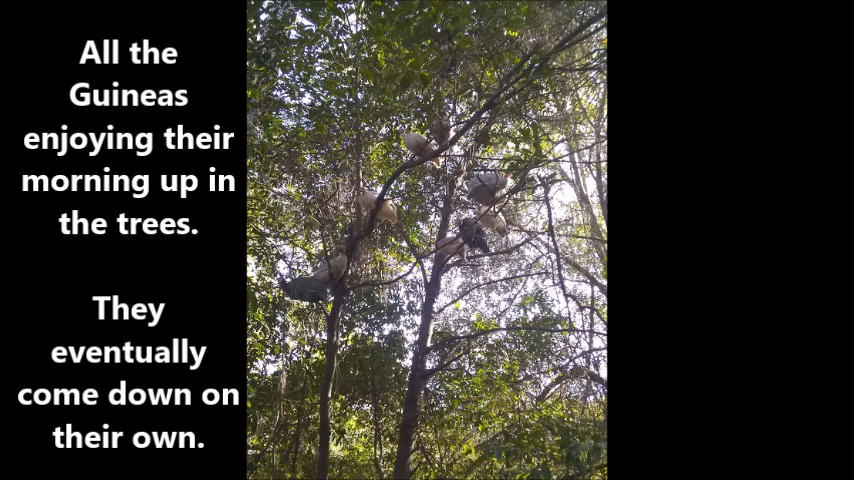 All the
Guineas
enjoying their
morning up in
the trees.
They
eventually
come down on
their own.